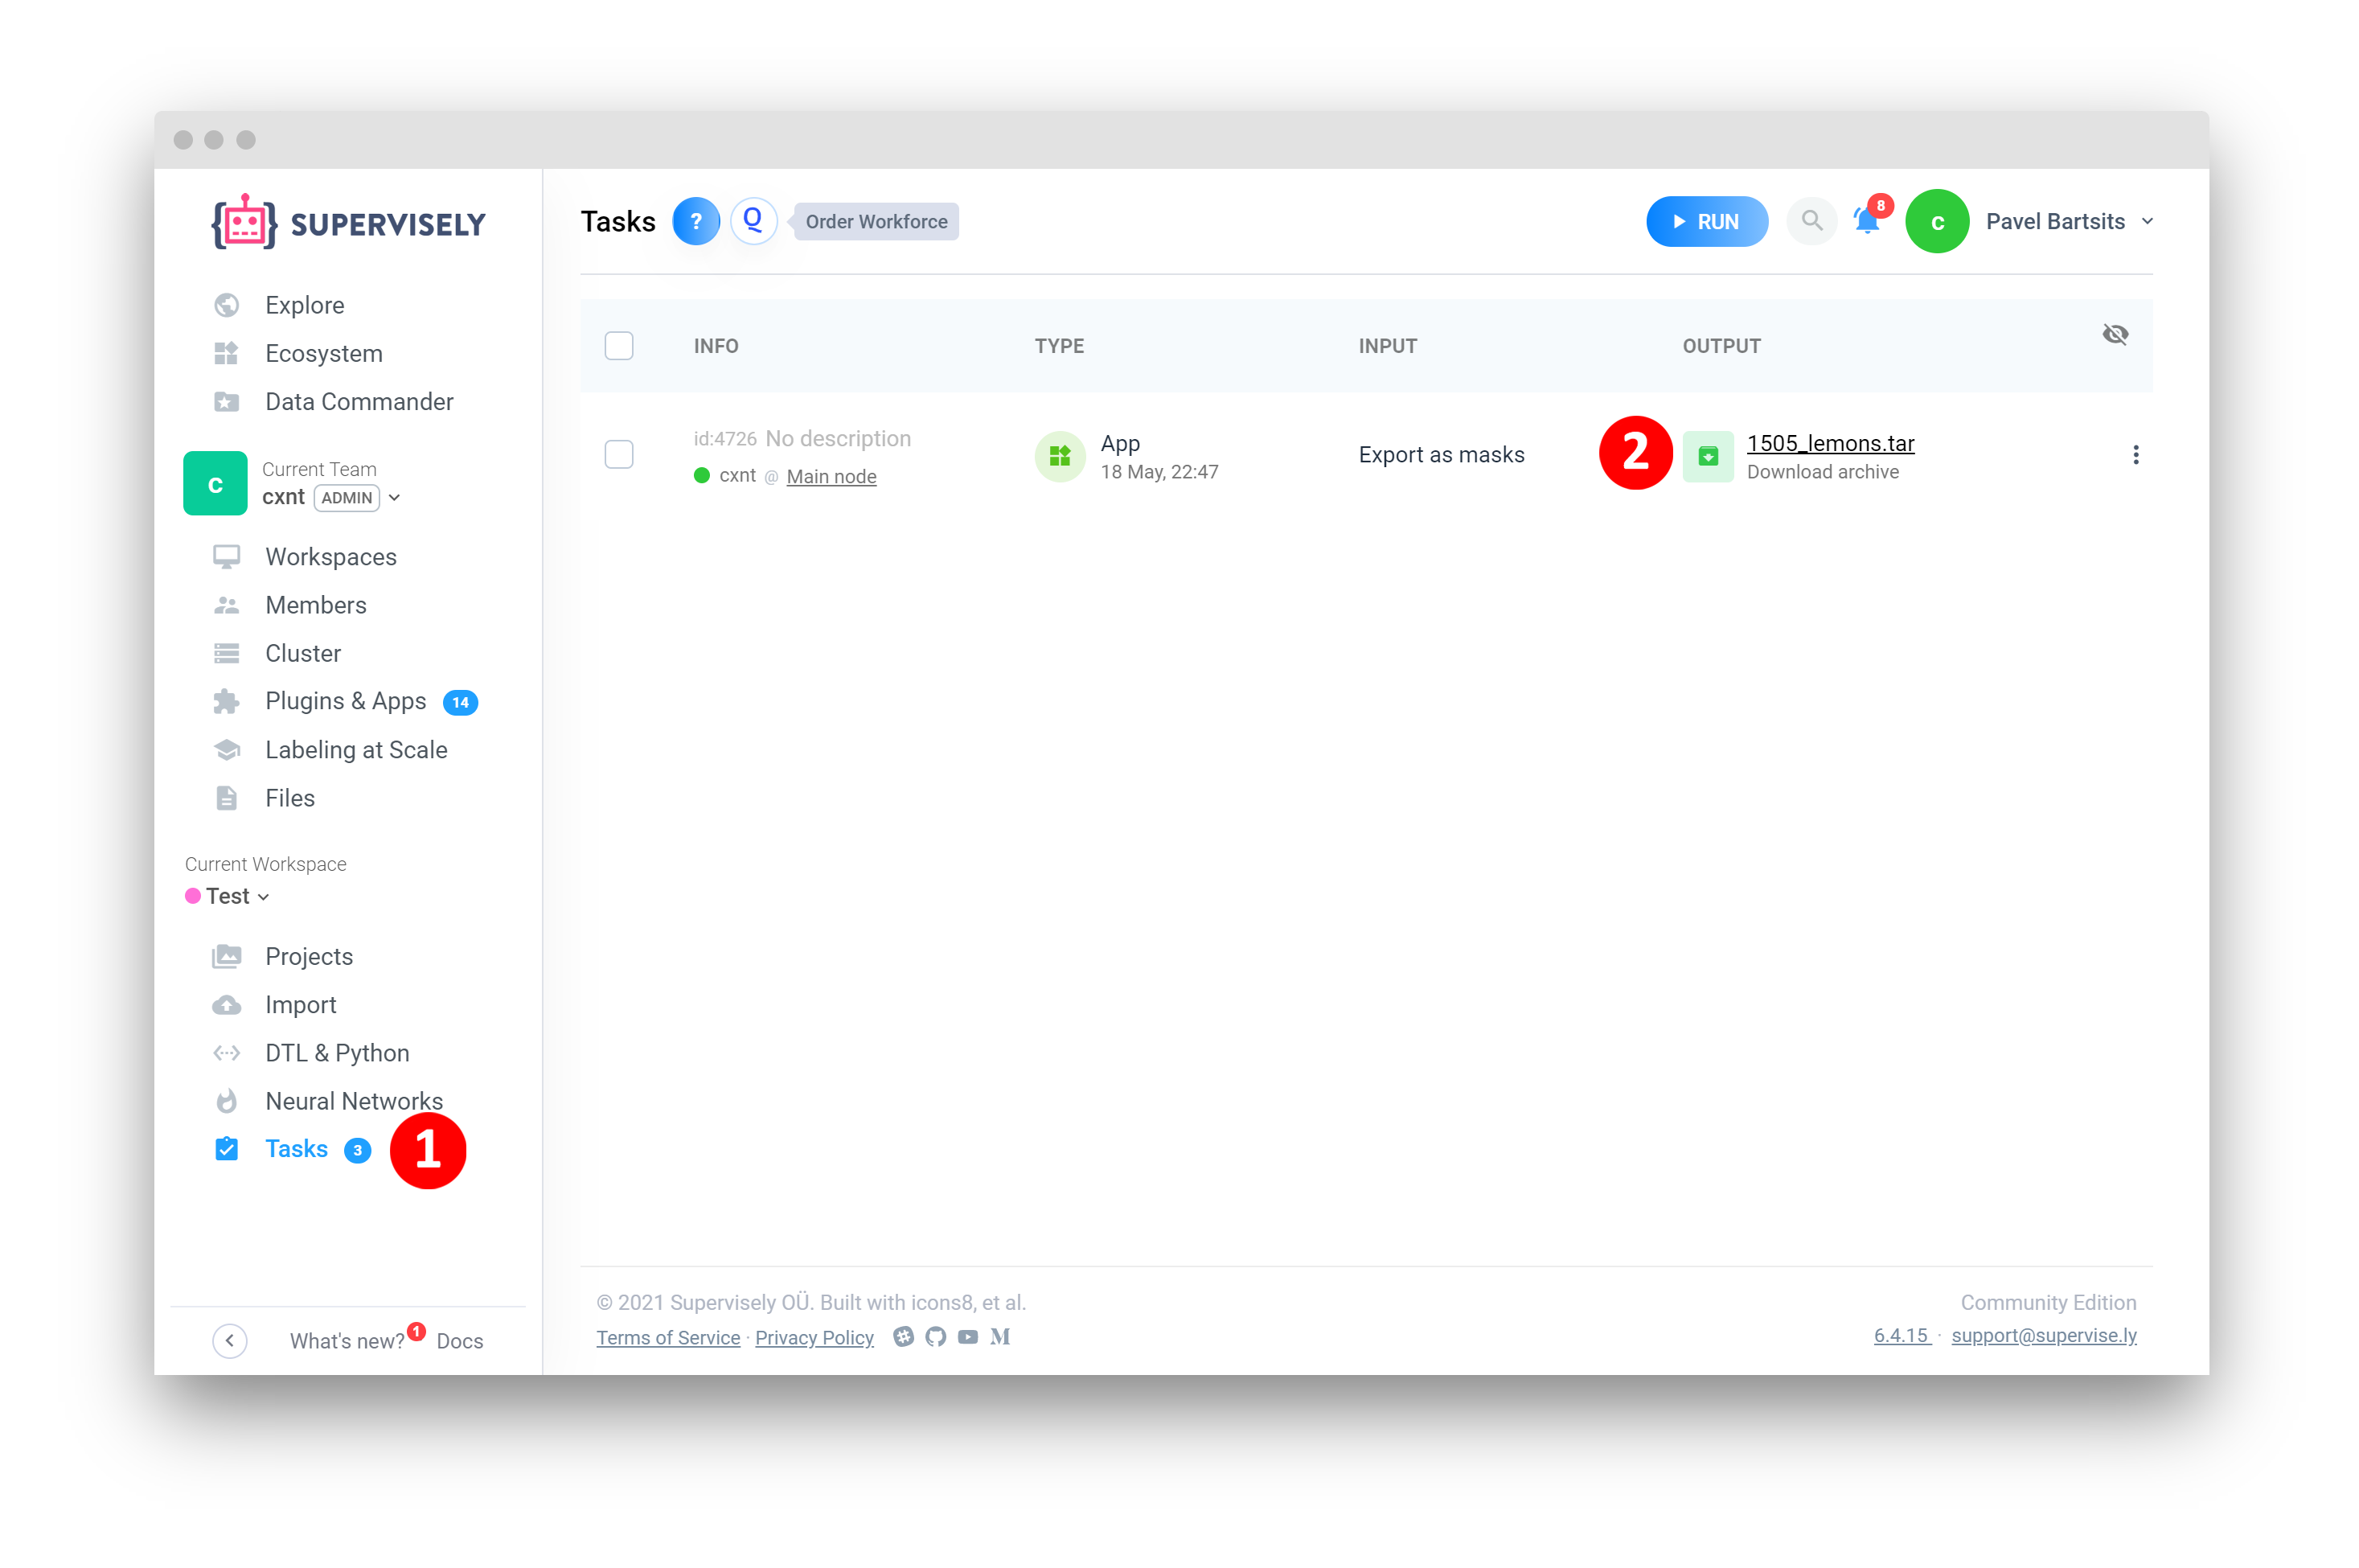 SUPERVISELY
Explore
Ecosystem
Data Commander
c
Current Team
cxnt ADMIN
Workspaces
Members
Cluster
Plugins & Apps 14
Labeling at Scale
Files
Current Workspace
Test
Projects
Import
DTL & Python
Neural Networks
Tasks 3 1
What's new? 1 Docs
Tasks ? Q Order Workforce
RUN 8 c Pavel Bartsits
INFO TYPE INPUT OUTPUT
id:4726 No description
cxnt @ Main node
App
18 May, 22:47
Export as masks
2
1505_lemons.tar
Download archive
© 2021 Supervisely OÜ. Built with icons8, et al.
Terms of Service · Privacy Policy M
Community Edition
6.4.15 · support@supervise.ly